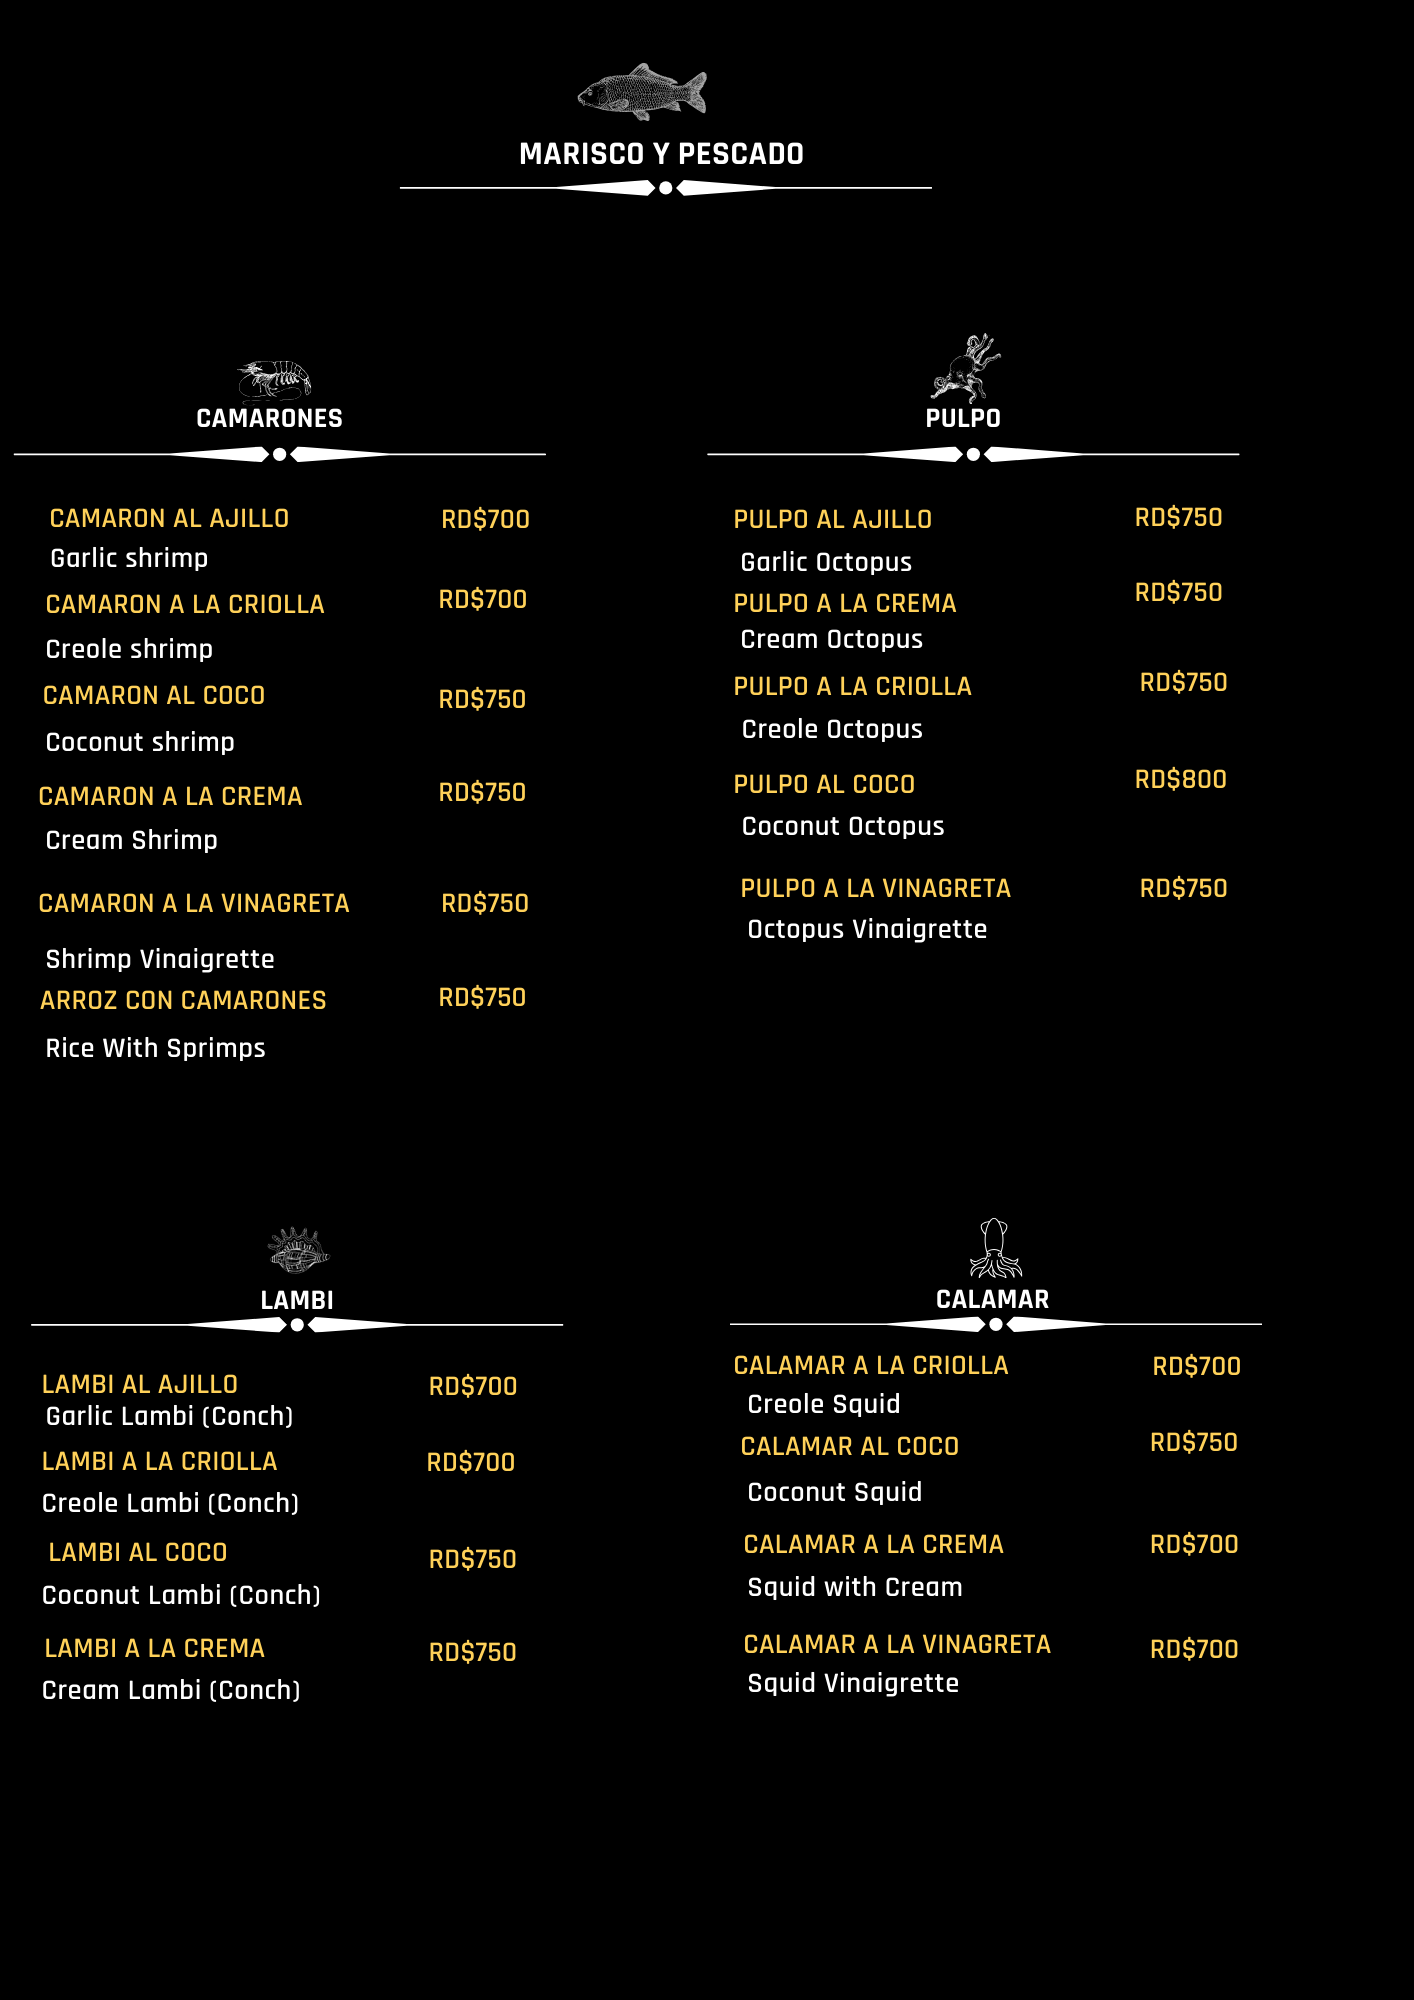 MARISCO Y PESCADO
CAMARONES
CAMARON AL AJILLO RD$700
Garlic shrimp
CAMARON A LA CRIOLLA RD$700
Creole shrimp
CAMARON AL COCO RD$750
Coconut shrimp
CAMARON A LA CREMA RD$750
Cream Shrimp
CAMARON A LA VINAGRETA RD$750
Shrimp Vinaigrette
ARROZ CON CAMARONES RD$750
Rice With Sprimps
PULPO
PULPO AL AJILLO RD$750
Garlic Octopus
PULPO A LA CREMA RD$750
Cream Octopus
PULPO A LA CRIOLLA RD$750
Creole Octopus
PULPO AL COCO RD$800
Coconut Octopus
PULPO A LA VINAGRETA RD$750
Octopus Vinaigrette
LAMBI
LAMBI AL AJILLO RD$700
Garlic Lambi (Conch)
LAMBI A LA CRIOLLA RD$700
Creole Lambi (Conch)
LAMBI AL COCO RD$750
Coconut Lambi (Conch)
LAMBI A LA CREMA RD$750
Cream Lambi (Conch)
CALAMAR
CALAMAR A LA CRIOLLA RD$700
Creole Squid
CALAMAR AL COCO RD$750
Coconut Squid
CALAMAR A LA CREMA RD$700
Squid with Cream
CALAMAR A LA VINAGRETA RD$700
Squid Vinaigrette